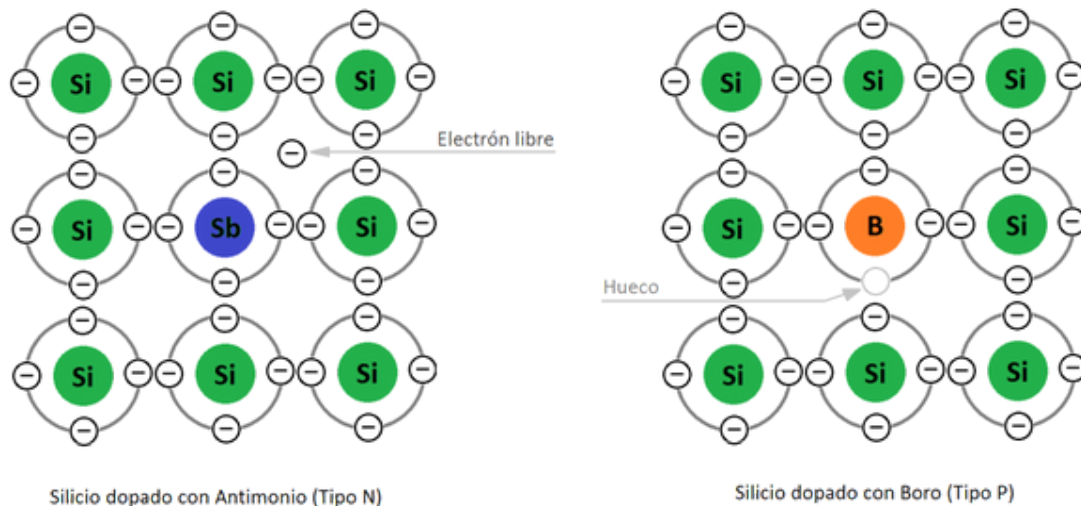 Si Si Si Si Si Si
Electrón libre
Si Sb Si Si B Si
Hueco
Si Si Si Si Si Si
Silicio dopado con Antimonio (Tipo N)
Silicio dopado con Boro (Tipo P)